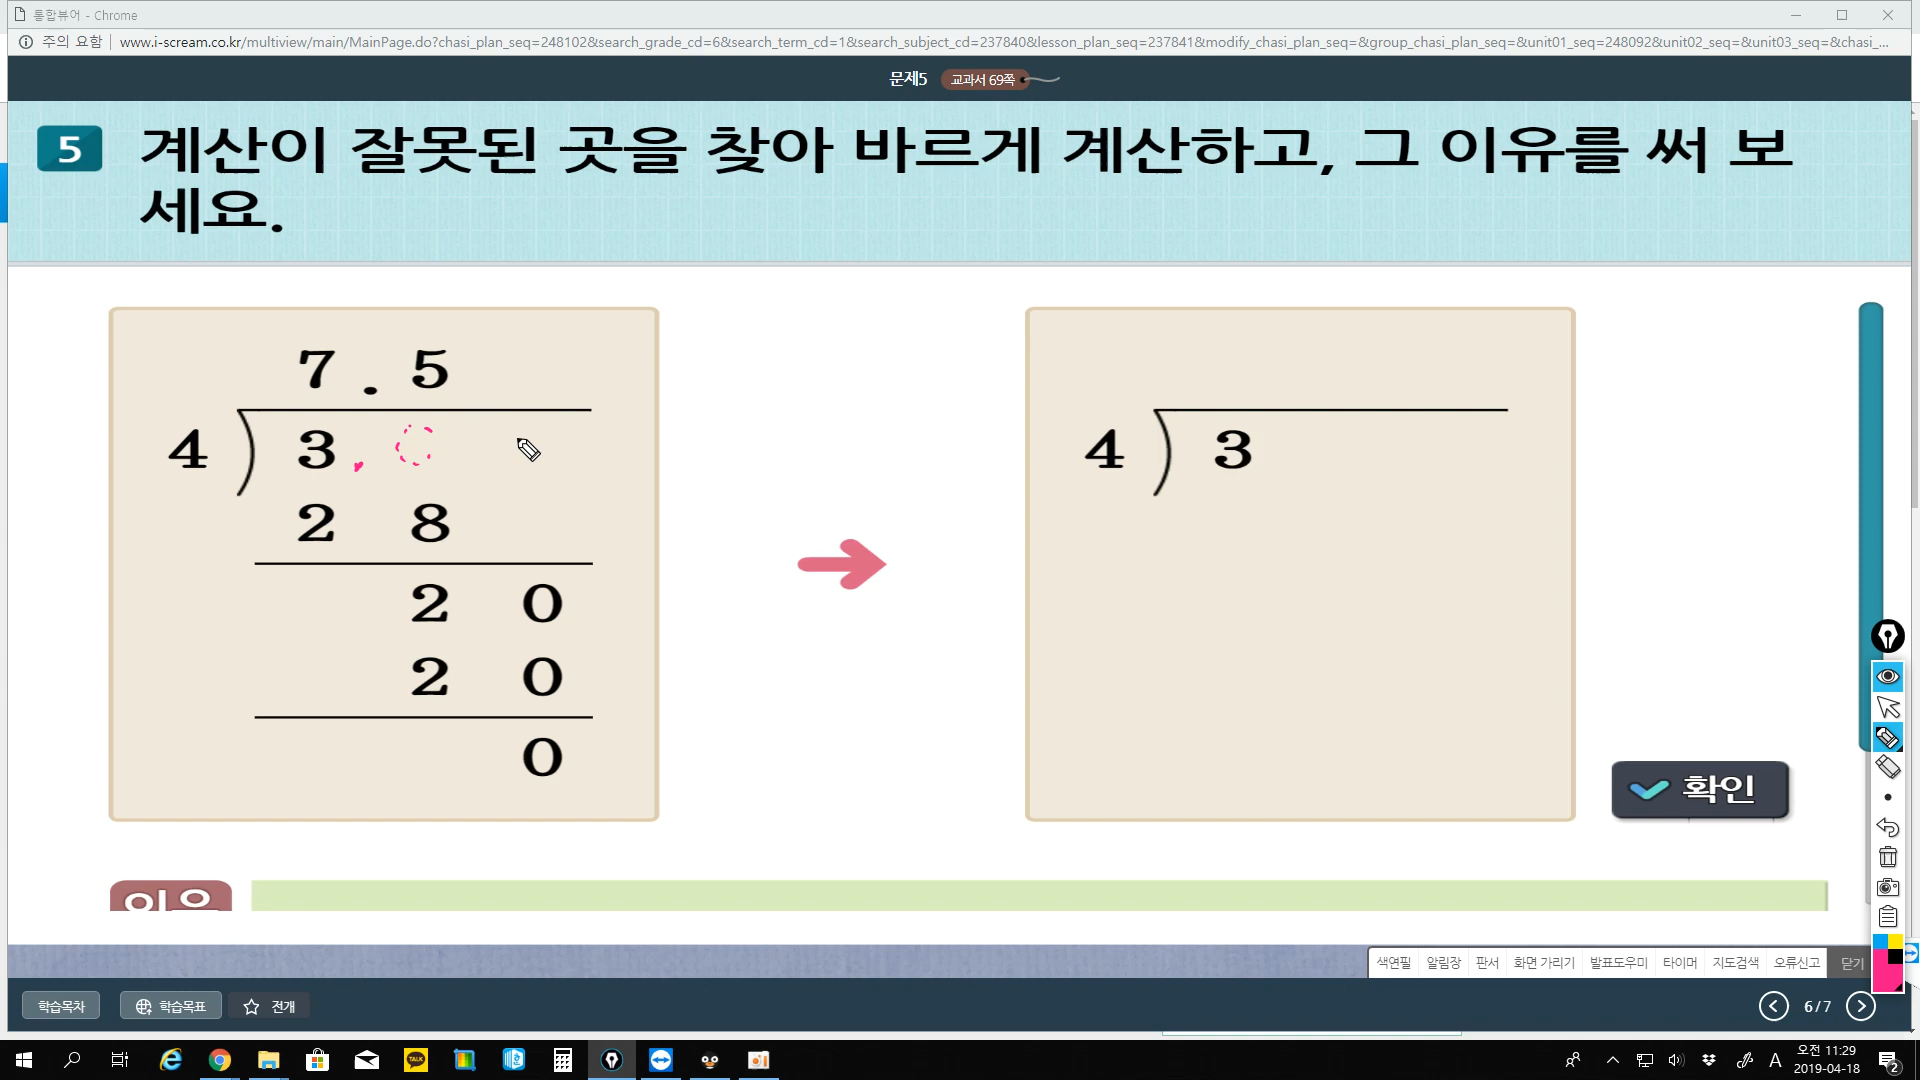 통합뷰어 - Chrome
주의 요함 | www.i-scream.co.kr/multiview/main/MainPage.do?chasi_plan_seq=248102&search_grade_cd=6&search_term_cd=1&search_subject_cd=237840&lesson_plan_seq=237841&modify_chasi_plan_seq=&group_chasi_plan_seq=&unit01_seq=248092&unit02_seq=&unit03_seq=&chasi_...
문제5 교과서 69쪽
5 계산이 잘못된 곳을 찾아 바르게 계산하고, 그 이유를 써 보
세요.
7 . 5
4 ) 3 . 0
2 8
2 0
2 0
0
4 ) 3
확인
이유
색연필 알림장 판서 화면 가리기 발표도우미 타이머 지도검색 오류신고 닫기
학습목차 학습목표 전개 6/7
TALK
A
오전 11:29
2019-04-18
2